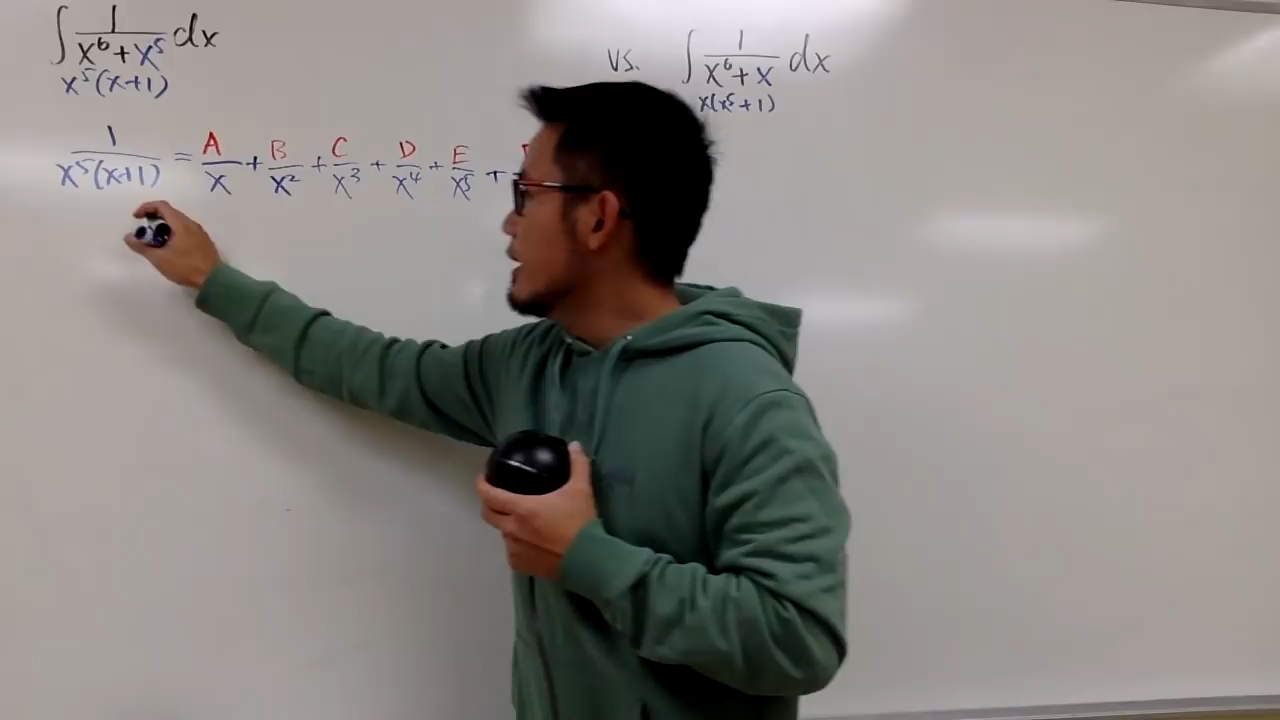 ∫ 1/(x⁶ + x⁵) dx
x⁵(x+1)
vs. ∫ 1/(x⁶ + x) dx
x(x⁵+1)
1/(x⁵(x+1)) = A/x + B/x² + C/x³ + D/x⁴ + E/x⁵ +